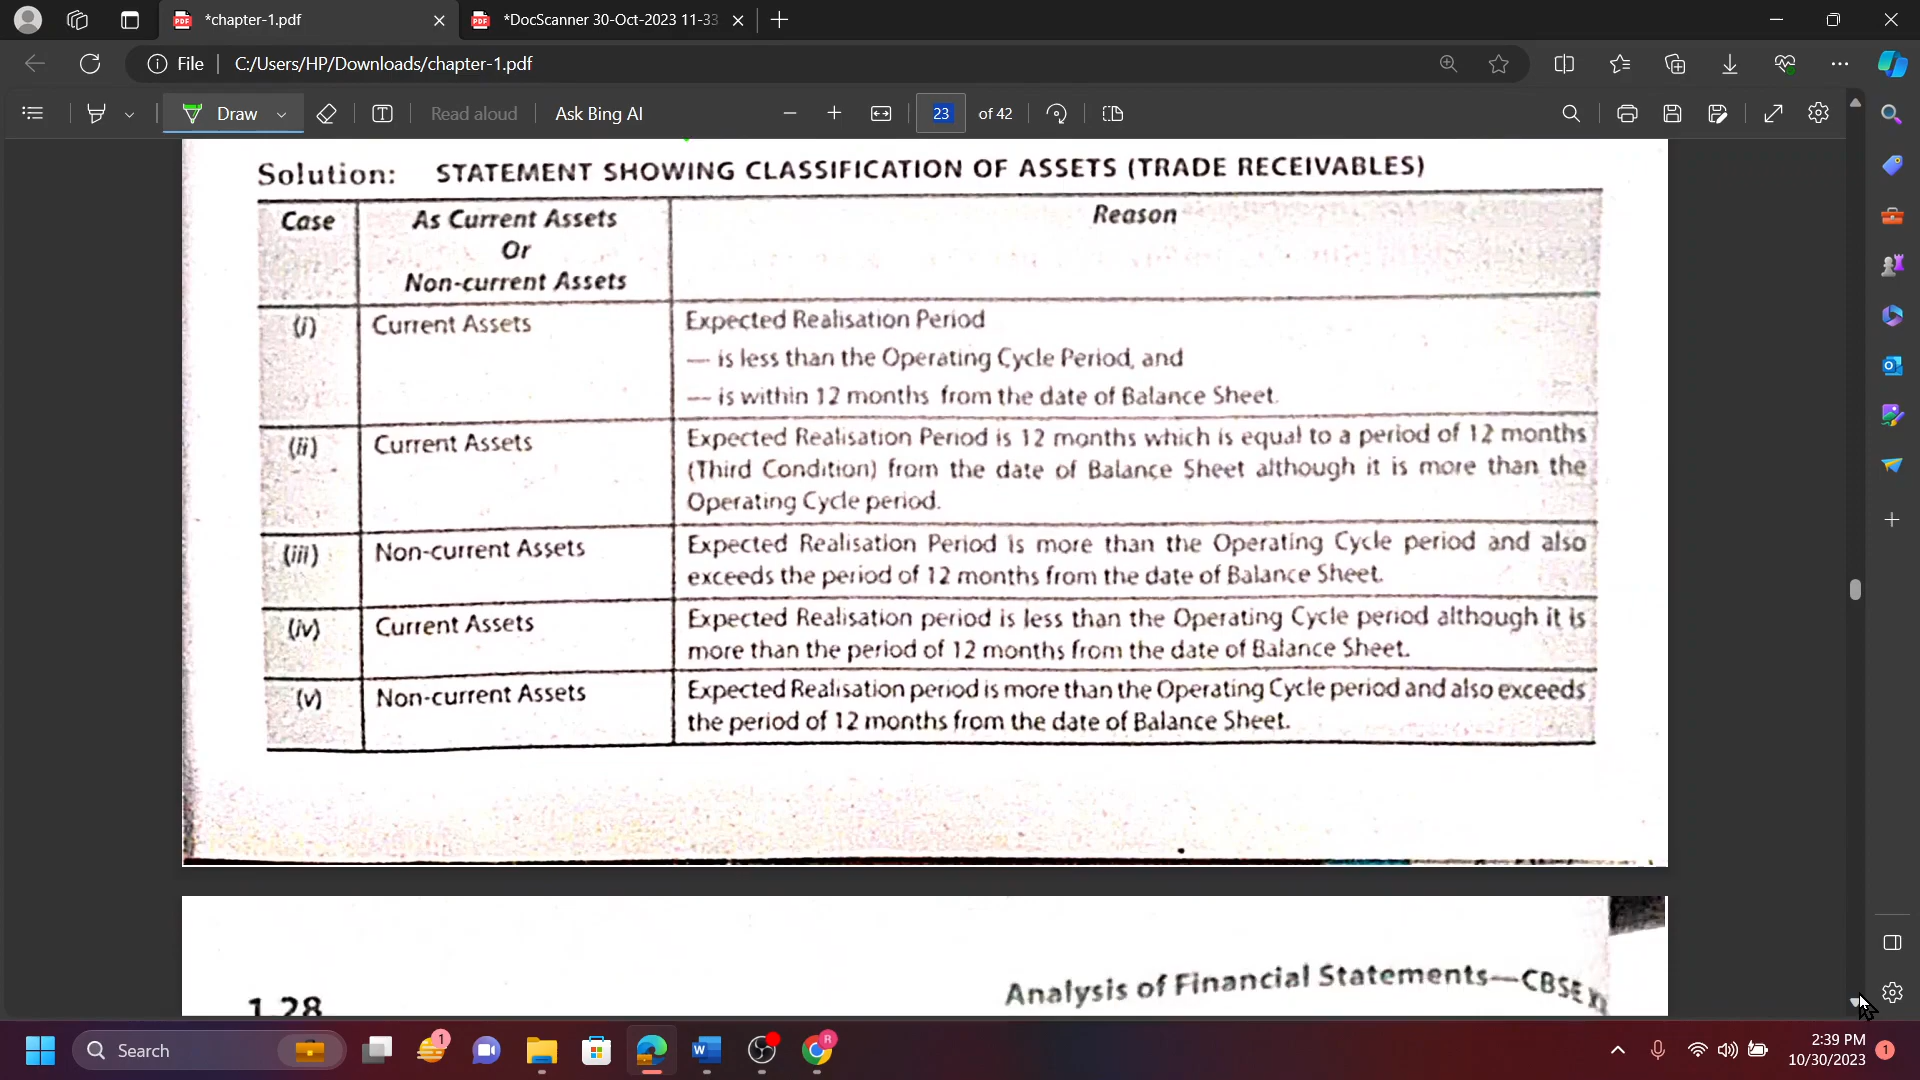 *chapter-1.pdf
*DocScanner 30-Oct-2023 11-33
File
C:/Users/HP/Downloads/chapter-1.pdf
Draw
Read aloud
Ask Bing AI
23
of 42
Solution: STATEMENT SHOWING CLASSIFICATION OF ASSETS (TRADE RECEIVABLES)
Case
As Current Assets
Or
Non-current Assets
Reason
(i)
Current Assets
Expected Realisation Period
— is less than the Operating Cycle Period, and
— is within 12 months from the date of Balance Sheet.
(ii)
Current Assets
Expected Realisation Period is 12 months which is equal to a period of 12 months
(Third Condition) from the date of Balance Sheet although it is more than the
Operating Cycle period.
(iii)
Non-current Assets
Expected Realisation Period is more than the Operating Cycle period and also
exceeds the period of 12 months from the date of Balance Sheet.
(iv)
Current Assets
Expected Realisation period is less than the Operating Cycle period although it is
more than the period of 12 months from the date of Balance Sheet.
(v)
Non-current Assets
Expected Realisation period is more than the Operating Cycle period and also exceeds
the period of 12 months from the date of Balance Sheet.
1.28
Analysis of Financial Statements—CBSE
Search
1
R
2:39 PM
10/30/2023
1